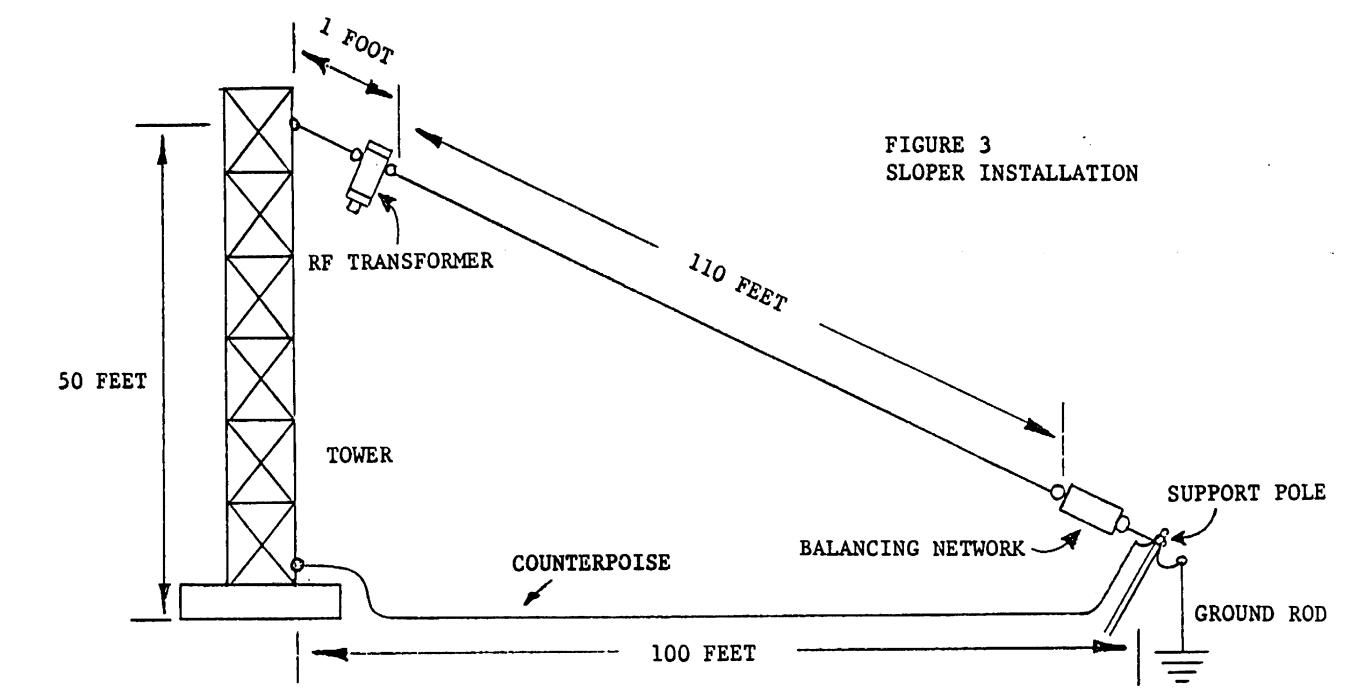 1 FOOT
FIGURE 3
SLOPER INSTALLATION
RF TRANSFORMER
110 FEET
50 FEET
TOWER
SUPPORT POLE
BALANCING NETWORK
COUNTERPOISE
GROUND ROD
100 FEET